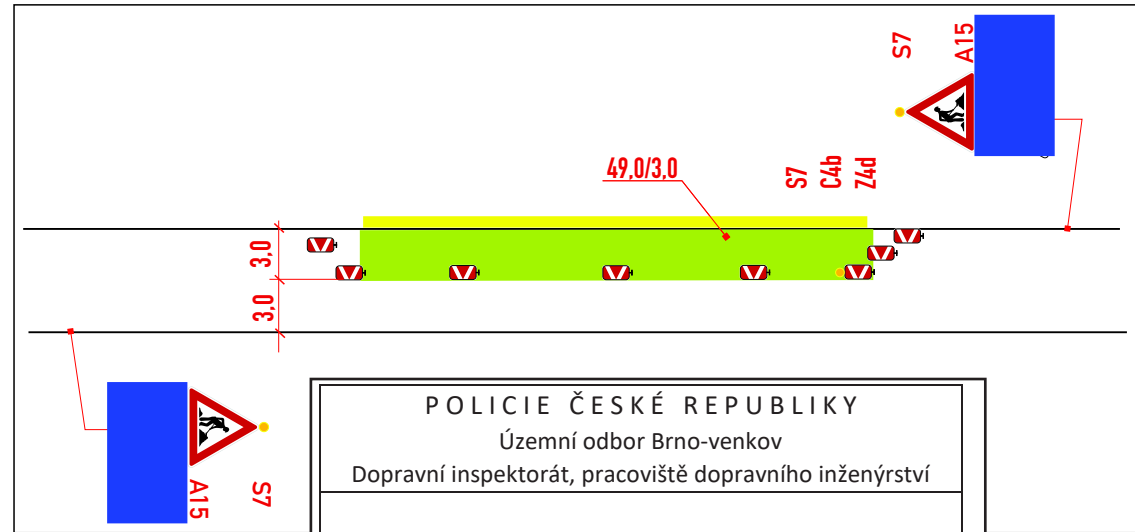 S7
A15
49,0/3,0
S7
C4b
Z4d
3,0
3,0
A15
S7
POLICIE ČESKÉ REPUBLIKY
Územní odbor Brno-venkov
Dopravní inspektorát, pracoviště dopravního inženýrství